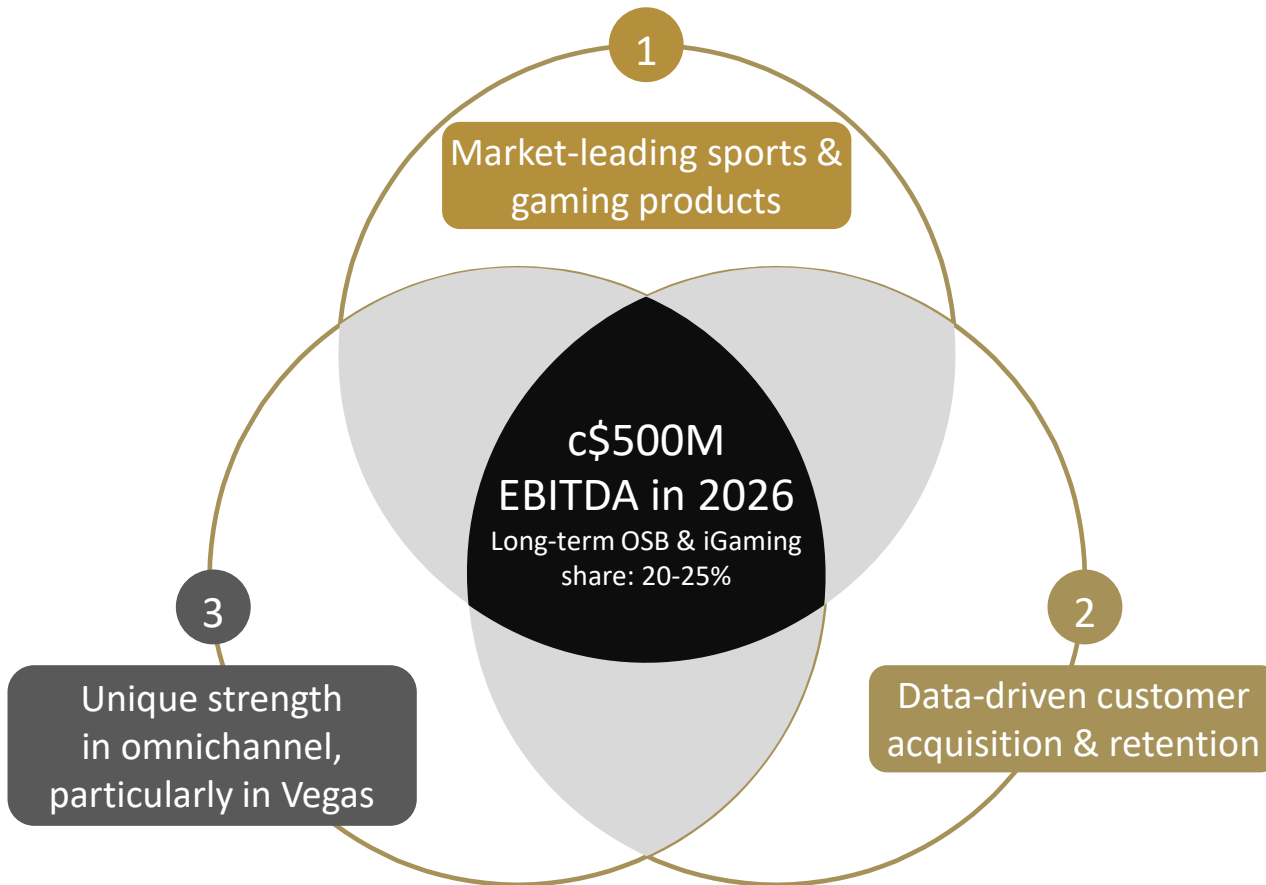 1
Market-leading sports &
gaming products
c$500M
EBITDA in 2026
Long-term OSB & iGaming
share: 20-25%
3
Unique strength
in omnichannel,
particularly in Vegas
2
Data-driven customer
acquisition & retention